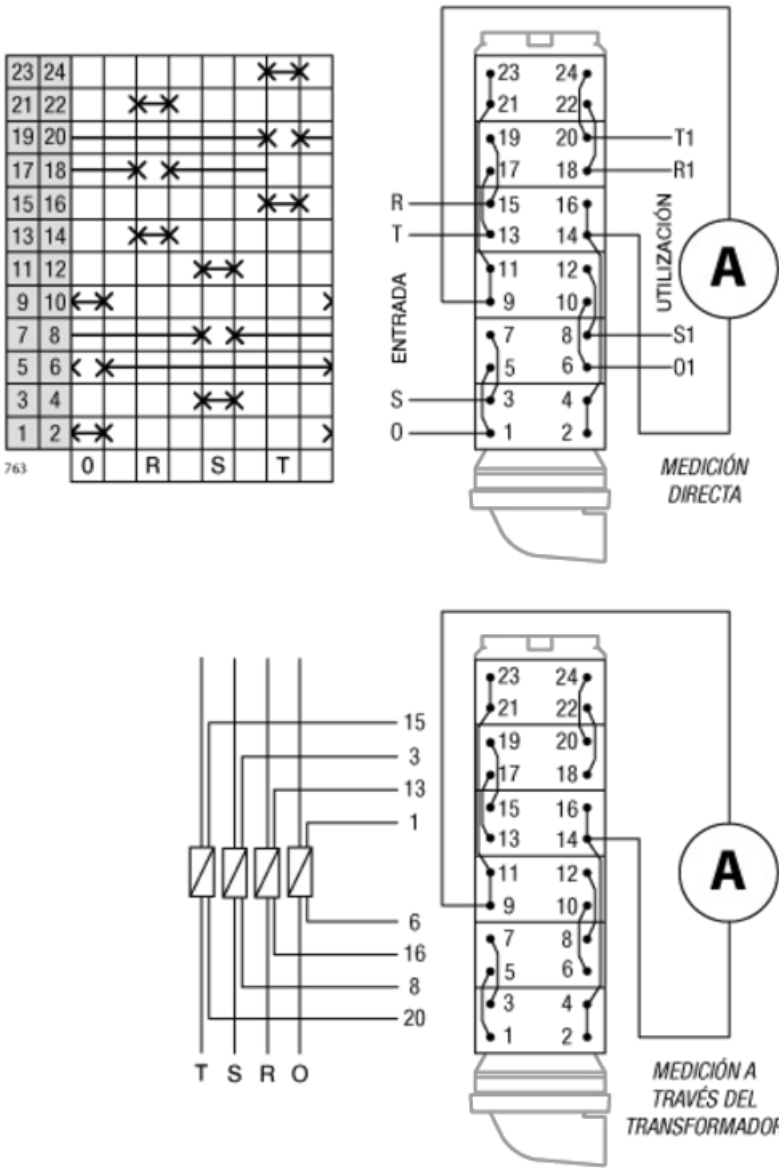 23 24
21 22
19 20
17 18
15 16
13 14
11 12
9 10
7 8
5 6
3 4
1 2
763
0 R S T
23 24
21 22
19 20
17 18
15 16
13 14
11 12
9 10
7 8
5 6
3 4
1 2
R
T
ENTRADA
S
0
T1
R1
UTILIZACIÓN
S1
01
A
MEDICIÓN
DIRECTA
15
3
13
1
6
16
8
20
T S R O
23 24
21 22
19 20
17 18
15 16
13 14
11 12
9 10
7 8
5 6
3 4
1 2
A
MEDICIÓN A
TRAVÉS DEL
TRANSFORMADOR